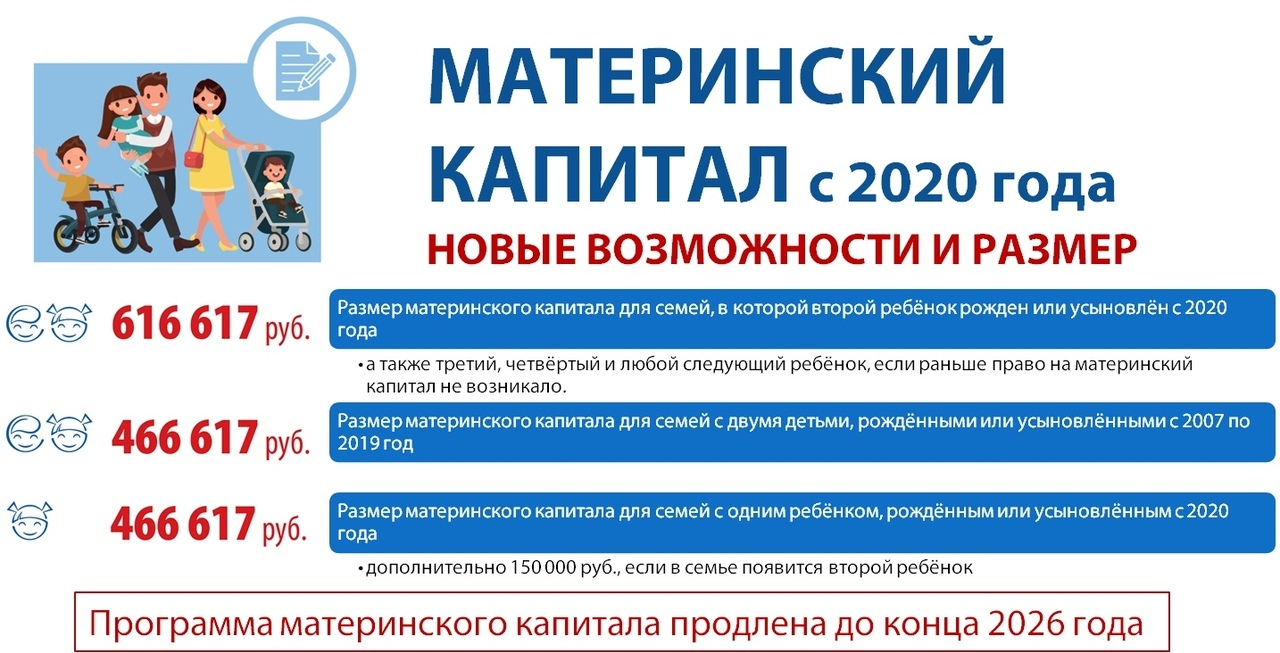 МАТЕРИНСКИЙ
КАПИТАЛ с 2020 года
НОВЫЕ ВОЗМОЖНОСТИ И РАЗМЕР
616 617 руб.
Размер материнского капитала для семей, в которой второй ребёнок рожден или усыновлён с 2020
года
• а также третий, четвёртый и любой следующий ребёнок, если раньше право на материнский
капитал не возникало.
466 617 руб.
Размер материнского капитала для семей с двумя детьми, рождёнными или усыновлёнными с 2007 по
2019 год
466 617 руб.
Размер материнского капитала для семей с одним ребёнком, рождённым или усыновлённым с 2020
года
• дополнительно 150 000 руб., если в семье появится второй ребёнок
Программа материнского капитала продлена до конца 2026 года